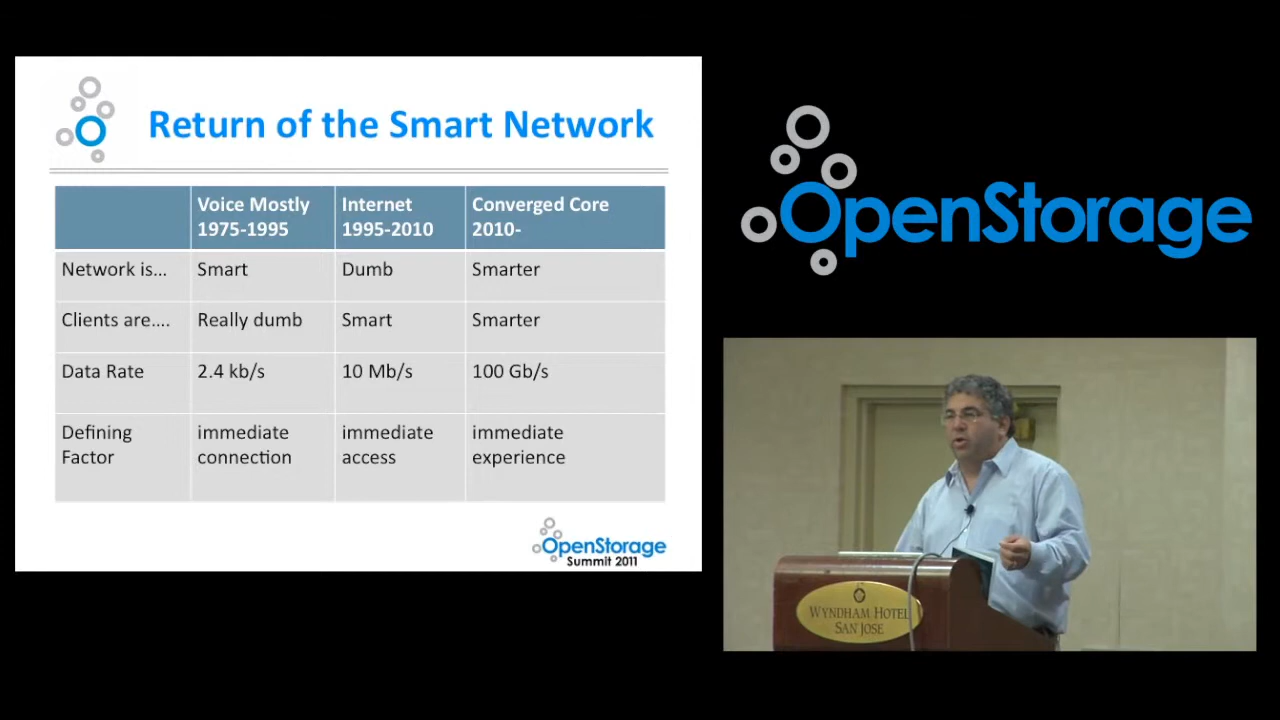 Return of the Smart Network
Voice Mostly Internet Converged Core
1975-1995 1995-2010 2010-
Network is... Smart Dumb Smarter
Clients are.... Really dumb Smart Smarter
Data Rate 2.4 kb/s 10 Mb/s 100 Gb/s
Defining immediate immediate immediate
Factor connection access experience
OpenStorage
Summit 2011
OpenStorage
WYNDHAM HOTEL
SAN JOSE